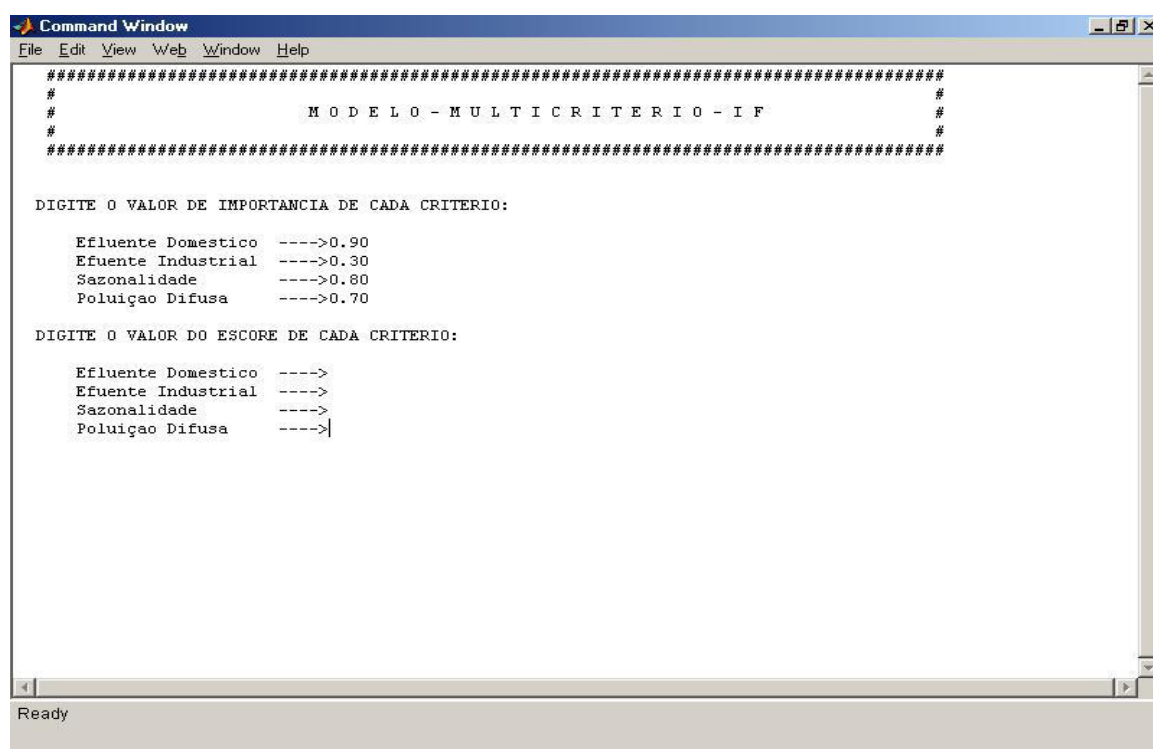 Command Window
File Edit View Web Window Help
#########################################################################################
# #
# M O D E L O - M U L T I C R I T E R I O - I F #
# #
#########################################################################################
DIGITE O VALOR DE IMPORTANCIA DE CADA CRITERIO:
Efluente Domestico ---->0.90
Efuente Industrial ---->0.30
Sazonalidade ---->0.80
Poluiçao Difusa ---->0.70
DIGITE O VALOR DO ESCORE DE CADA CRITERIO:
Efluente Domestico ---->
Efuente Industrial ---->
Sazonalidade ---->
Poluiçao Difusa ---->
Ready